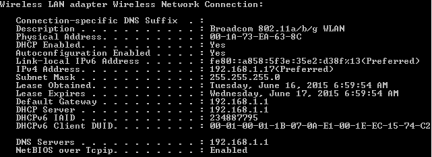 Wireless LAN adapter Wireless Network Connection:
Connection-specific DNS Suffix . :
Description . . . . . . . . . . . : Broadcom 802.11a/b/g WLAN
Physical Address. . . . . . . . . : 00-1A-73-EA-63-8C
DHCP Enabled. . . . . . . . . . . : Yes
Autoconfiguration Enabled . . . . : Yes
Link-local IPv6 Address . . . . . : fe80::a858:5f3e:35e2:d38f%13(Preferred)
IPv4 Address. . . . . . . . . . . : 192.168.1.17(Preferred)
Subnet Mask . . . . . . . . . . . : 255.255.255.0
Lease Obtained. . . . . . . . . . : Tuesday, June 16, 2015 6:59:54 AM
Lease Expires . . . . . . . . . . : Wednesday, June 17, 2015 6:59:54 AM
Default Gateway . . . . . . . . . : 192.168.1.1
DHCP Server . . . . . . . . . . . : 192.168.1.1
DHCPv6 IAID . . . . . . . . . . . : 234887795
DHCPv6 Client DUID. . . . . . . . : 00-01-00-01-1B-07-0A-E1-00-1E-EC-15-74-C2
DNS Servers . . . . . . . . . . . : 192.168.1.1
NetBIOS over Tcpip. . . . . . . . : Enabled